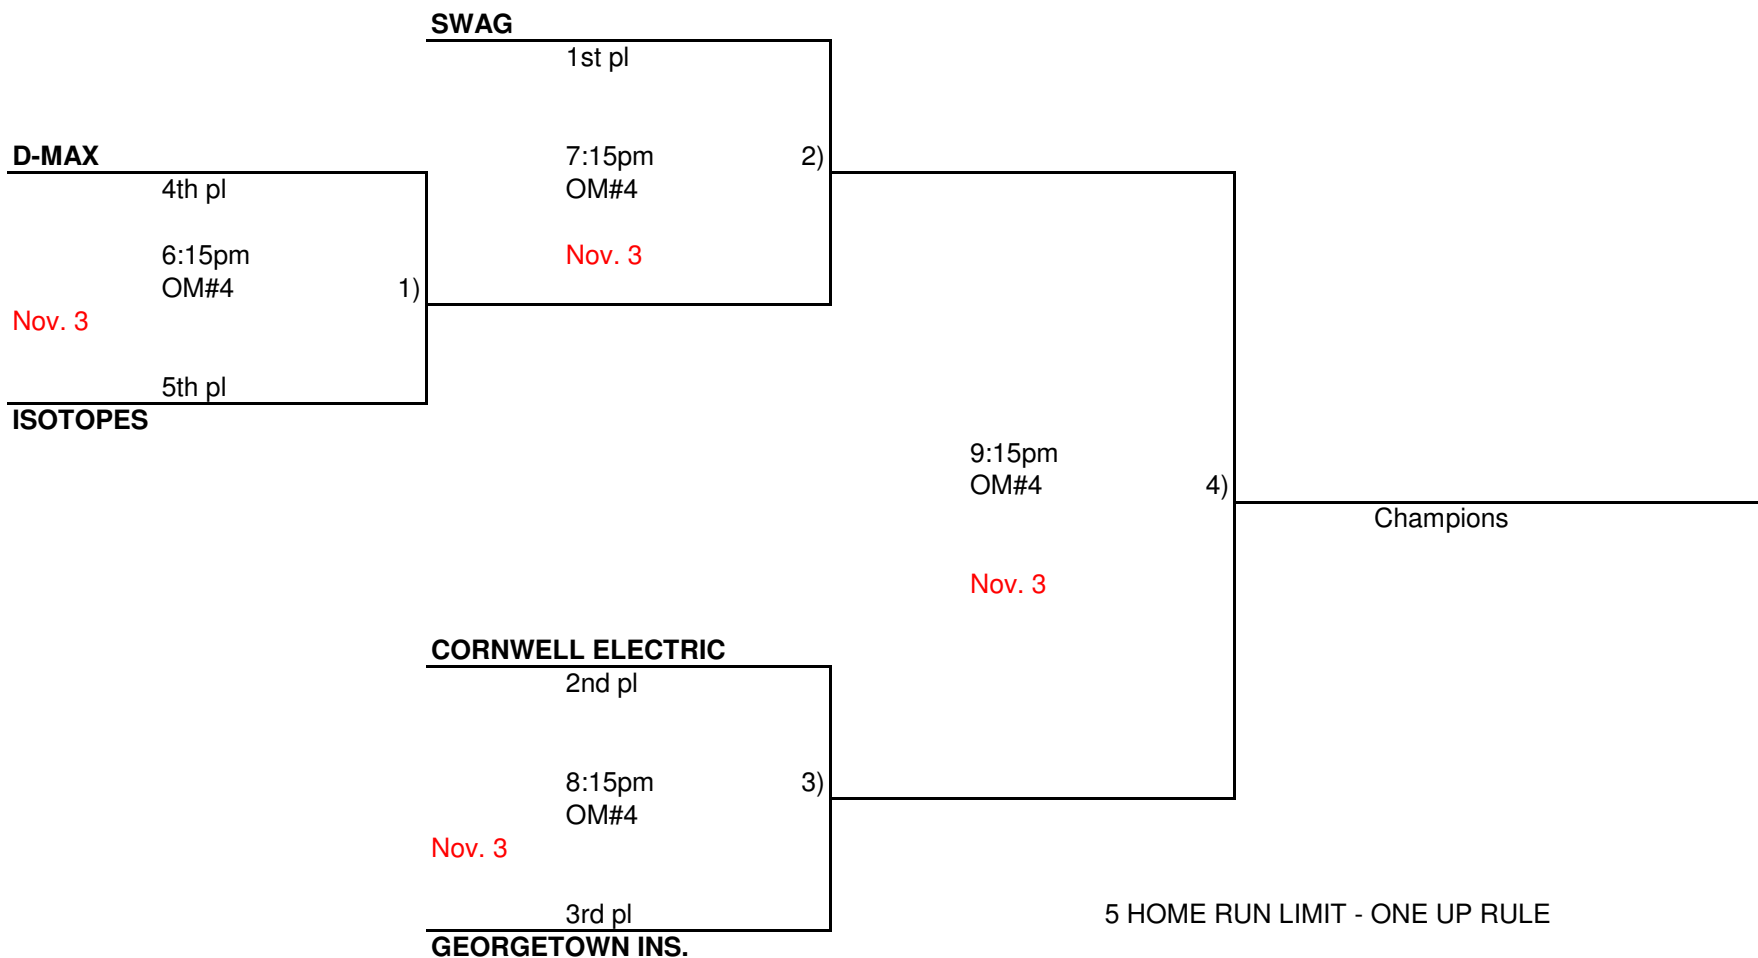 SWAG
1st pl
D-MAX
7:15pm 2)
4th pl
OM#4
6:15pm
Nov. 3
OM#4 1)
Nov. 3
5th pl
ISOTOPES
9:15pm
OM#4 4)
Champions
Nov. 3
CORNWELL ELECTRIC
2nd pl
8:15pm 3)
OM#4
Nov. 3
3rd pl
5 HOME RUN LIMIT - ONE UP RULE
GEORGETOWN INS.